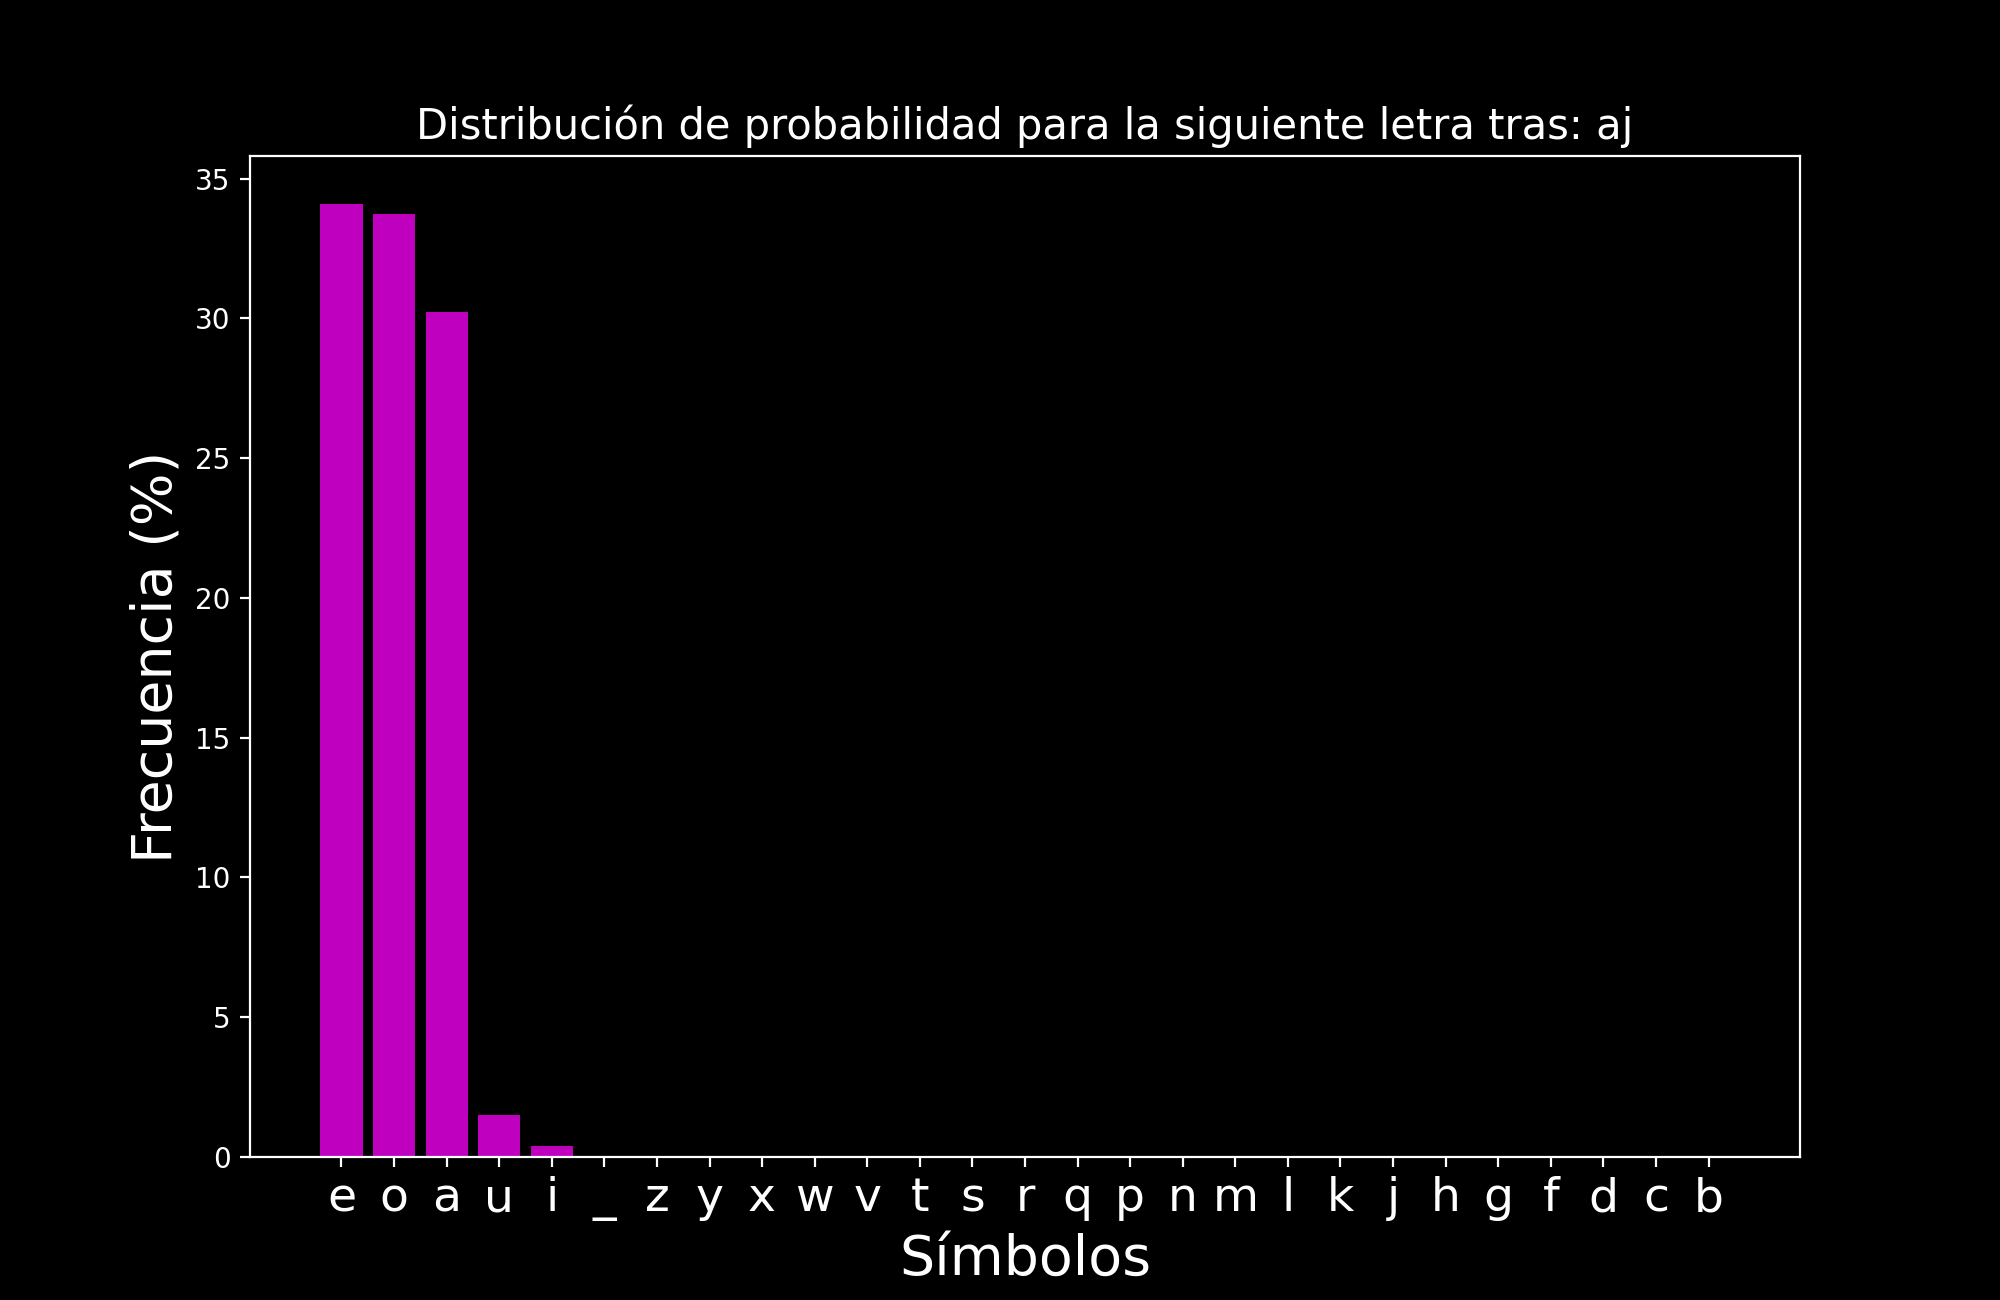 Distribución de probabilidad para la siguiente letra tras: aj
35
30
25
20
15
10
5
0
Frecuencia (%)
e o a u i _ z y x w v t s r q p n m l k j h g f d c b
Símbolos